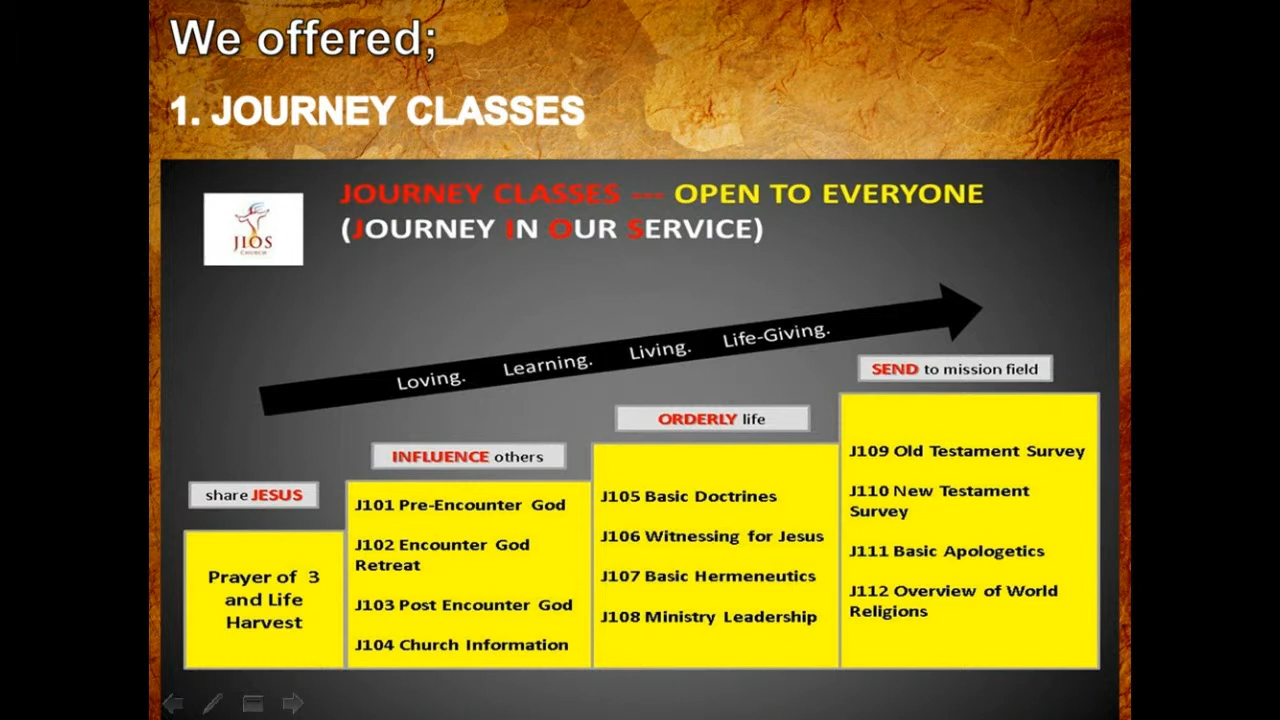 We offered;
1. JOURNEY CLASSES
JIOS
CHURCH
JOURNEY CLASSES --- OPEN TO EVERYONE
(JOURNEY IN OUR SERVICE)
Loving. Learning. Living. Life-Giving.
share JESUS
Prayer of 3
and Life
Harvest
INFLUENCE others
J101 Pre-Encounter God
J102 Encounter God
Retreat
J103 Post Encounter God
J104 Church Information
ORDERLY life
J105 Basic Doctrines
J106 Witnessing for Jesus
J107 Basic Hermeneutics
J108 Ministry Leadership
SEND to mission field
J109 Old Testament Survey
J110 New Testament
Survey
J111 Basic Apologetics
J112 Overview of World
Religions